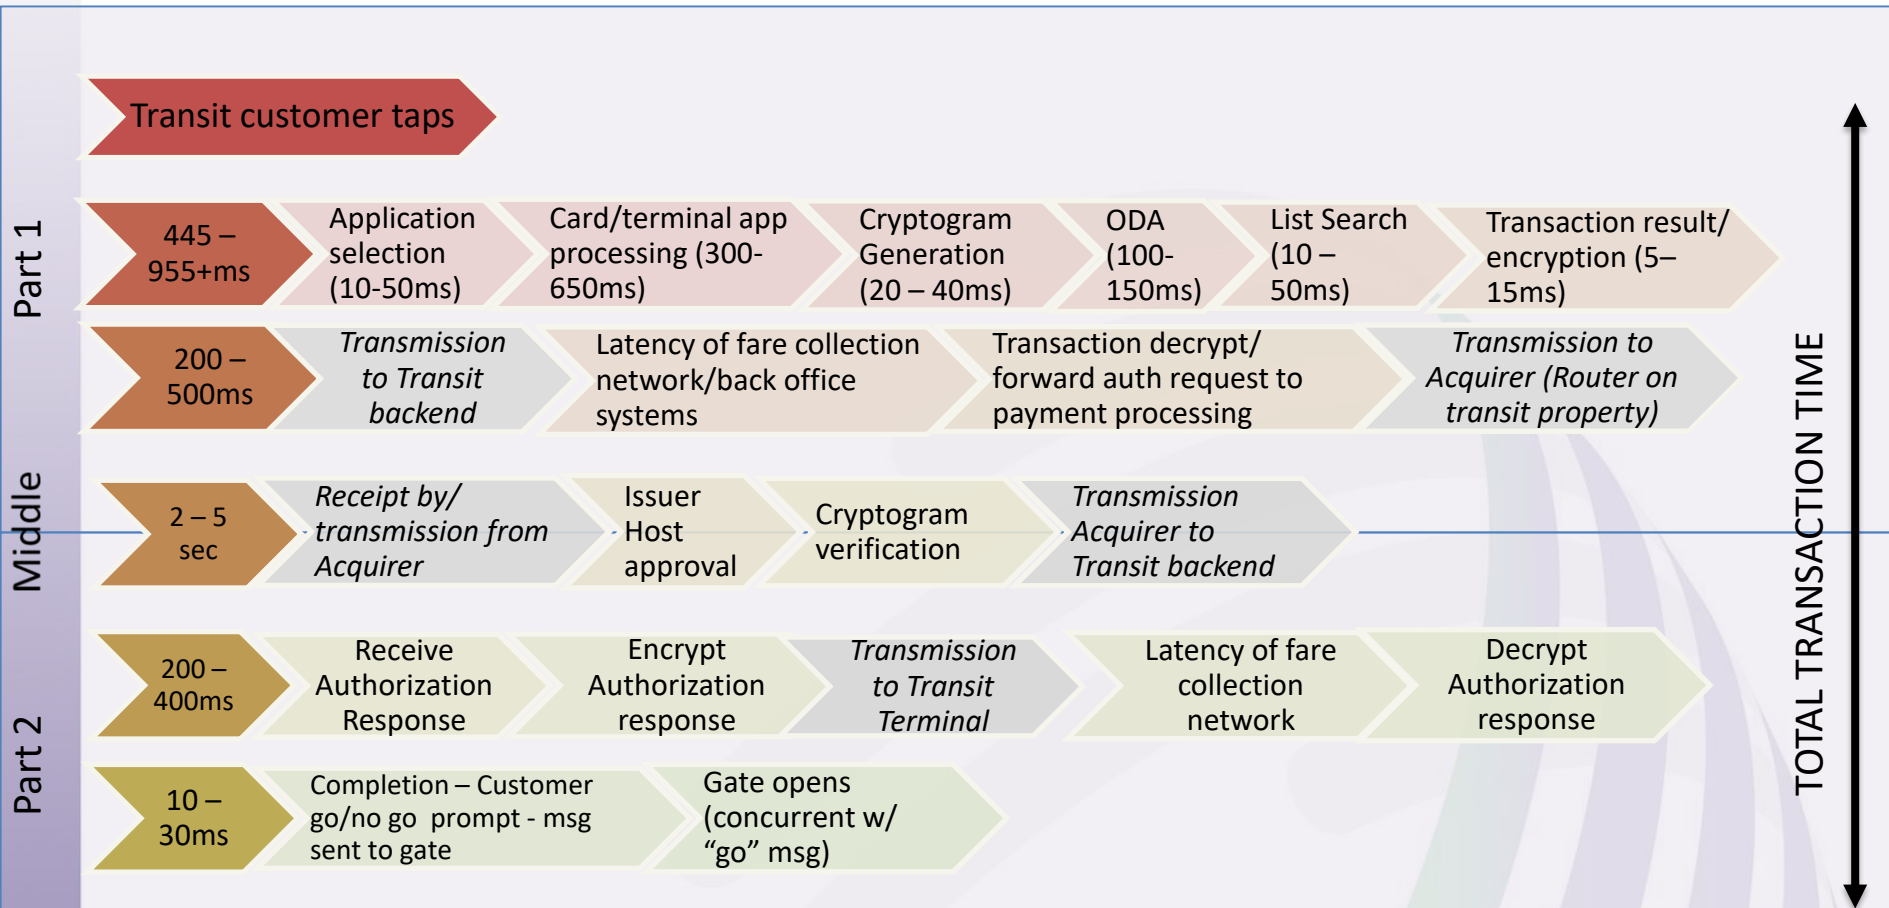 Transit customer taps
Part 1
445 –
955+ms
Application
selection
(10-50ms)
Card/terminal app
processing (300-
650ms)
Cryptogram
Generation
(20 – 40ms)
ODA
(100-
150ms)
List Search
(10 –
50ms)
Transaction result/
encryption (5–
15ms)
200 –
500ms
Transmission
to Transit
backend
Latency of fare collection
network/back office
systems
Transaction decrypt/
forward auth request to
payment processing
Transmission to
Acquirer (Router on
transit property)
Middle
2 – 5
sec
Receipt by/
transmission from
Acquirer
Issuer
Host
approval
Cryptogram
verification
Transmission
Acquirer to
Transit backend
Part 2
200 –
400ms
Receive
Authorization
Response
Encrypt
Authorization
response
Transmission
to Transit
Terminal
Latency of fare
collection
network
Decrypt
Authorization
response
10 –
30ms
Completion – Customer
go/no go  prompt - msg
sent to gate
Gate opens
(concurrent w/
“go” msg)
TOTAL TRANSACTION TIME